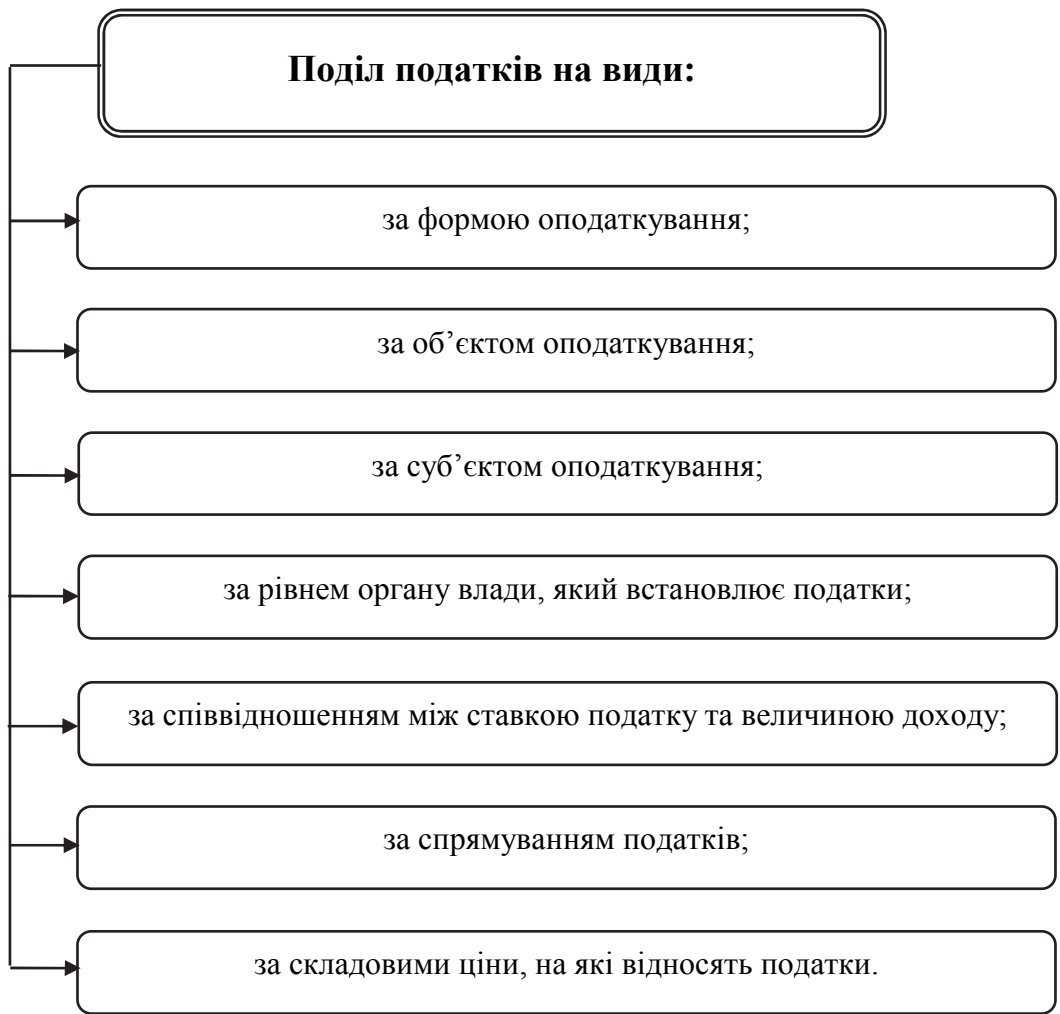 Поділ податків на види:
за формою оподаткування;
за об’єктом оподаткування;
за суб’єктом оподаткування;
за рівнем органу влади, який встановлює податки;
за співвідношенням між ставкою податку та величиною доходу;
за спрямуванням податків;
за складовими ціни, на які відносять податки.